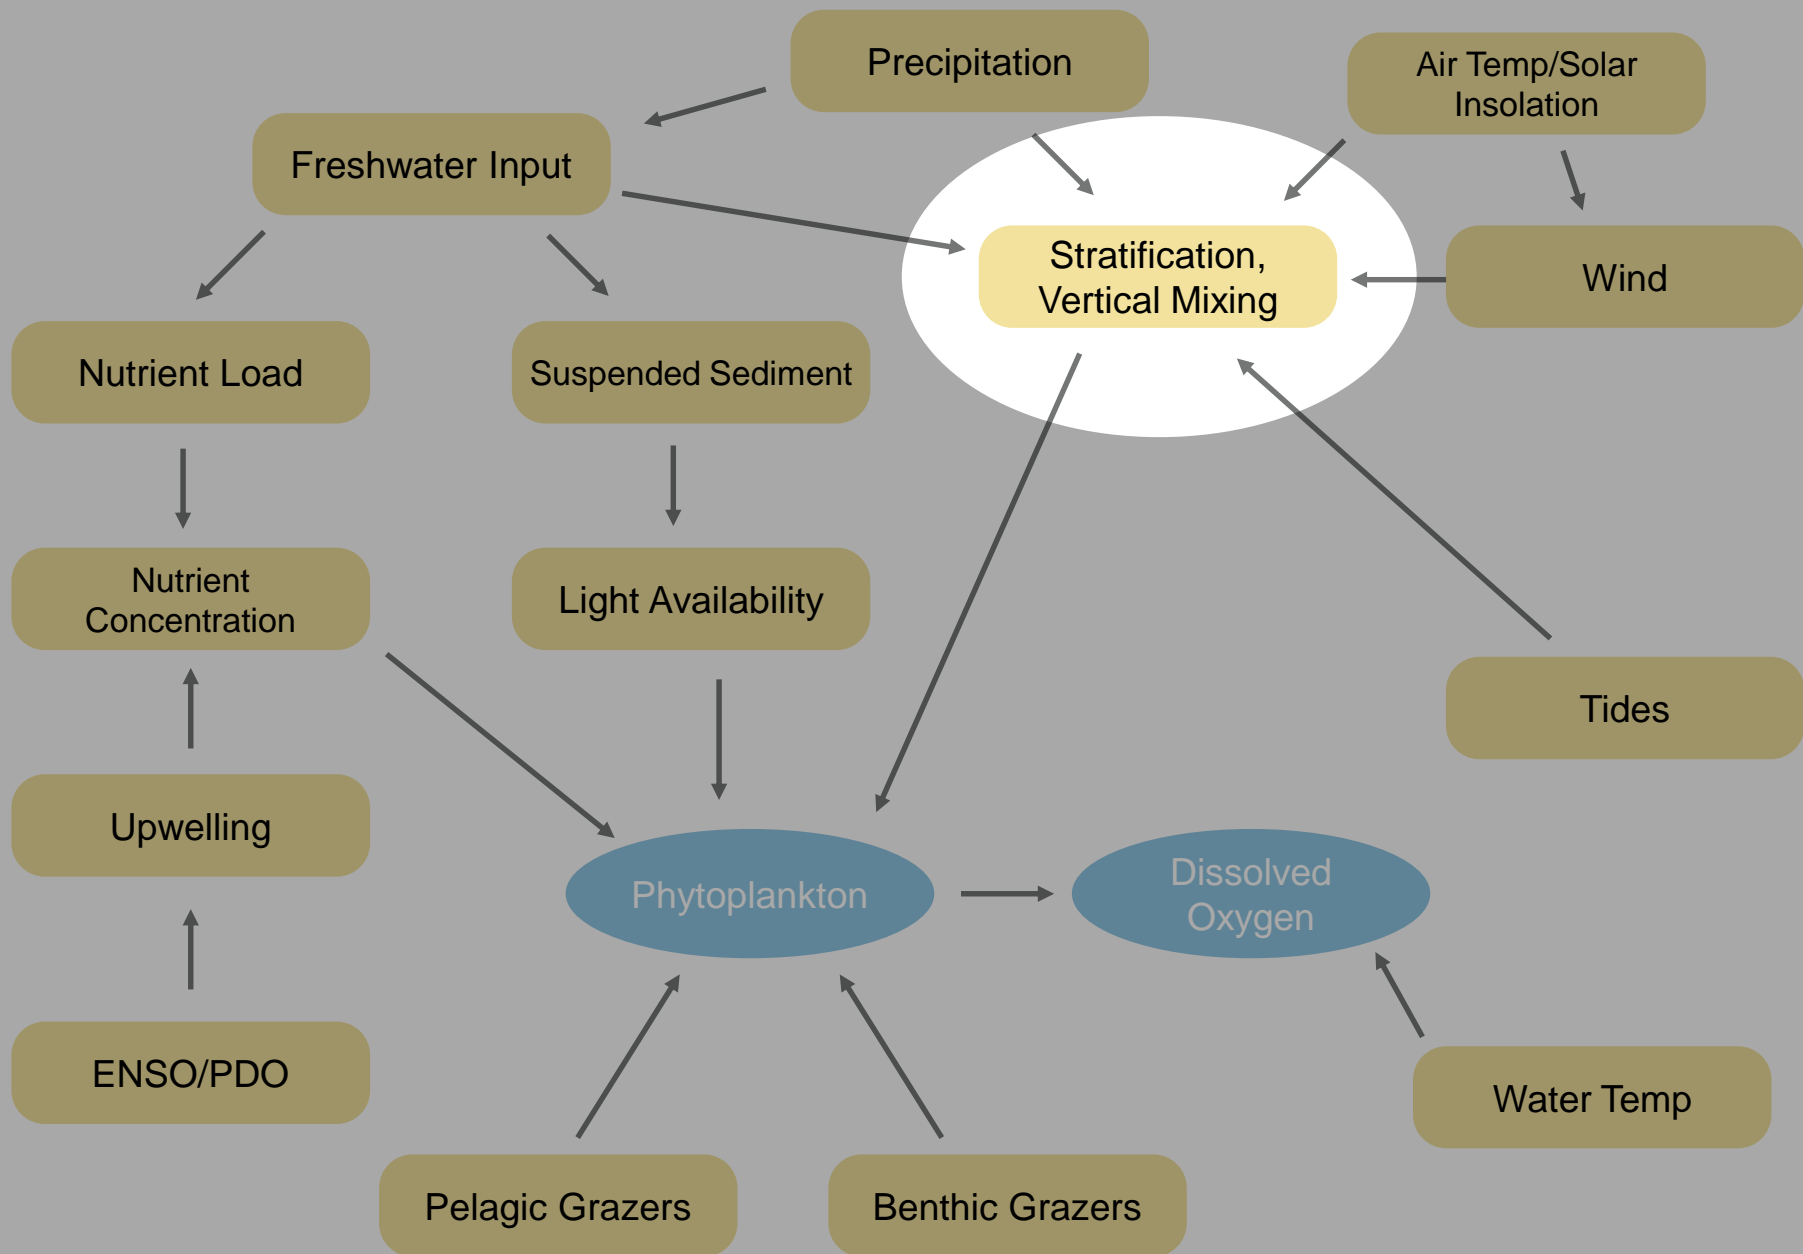 Precipitation
Air Temp/Solar
Insolation
Freshwater Input
Stratification,
Vertical Mixing
Wind
Nutrient Load
Suspended Sediment
Nutrient
Concentration
Light Availability
Tides
Upwelling
Phytoplankton
Dissolved
Oxygen
ENSO/PDO
Water Temp
Pelagic Grazers
Benthic Grazers